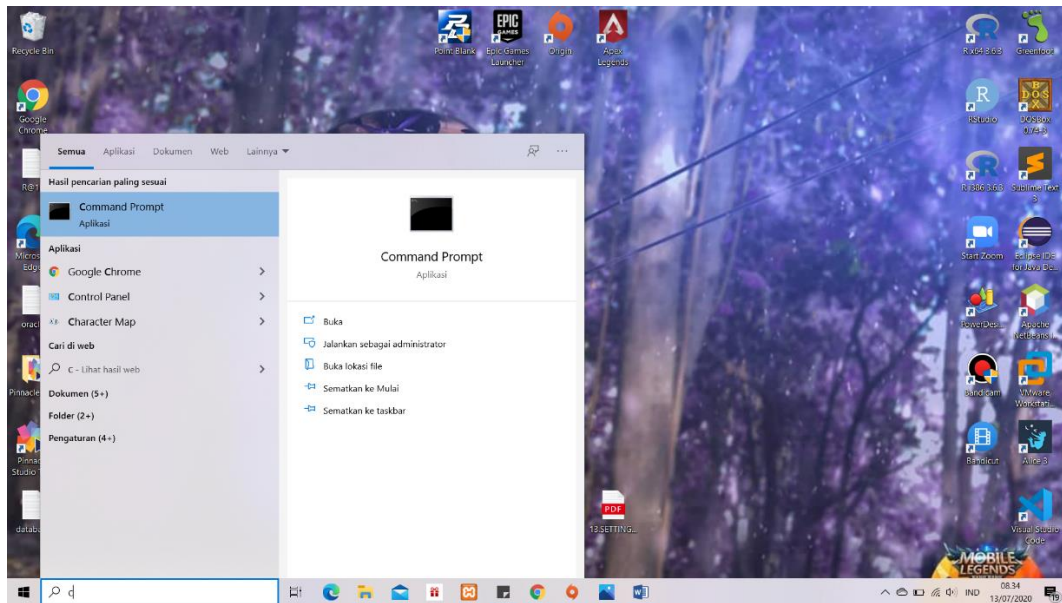 Recycle Bin
Point Blank
EPIC
GAMES
Epic Games
Launcher
Origin
Apex
Legends
R x64 3.6.3
Greenfoot
Google
Chrome
R
RStudio
DOSBox
0.74-3
Semua Aplikasi Dokumen Web Lainnya
Hasil pencarian paling sesuai
Command Prompt
Aplikasi
Aplikasi
Google Chrome
Control Panel
Character Map
Cari di web
c - Lihat hasil web
Dokumen (5+)
Folder (2+)
Pengaturan (4+)
Command Prompt
Aplikasi
Buka
Jalankan sebagai administrator
Buka lokasi file
Sematkan ke Mulai
Sematkan ke taskbar
R i386 3.6.3
Sublime Text
3
Start Zoom
Eclipse IDE
for Java De...
PowerDesi...
Apache
NetBeans I...
Bandicam
VMware
Workstati...
Bandicut
Alice 3
PDF
13.SETTING...
Visual Studio
Code
MOBILE
LEGENDS
c
IND
08.34
13/07/2020